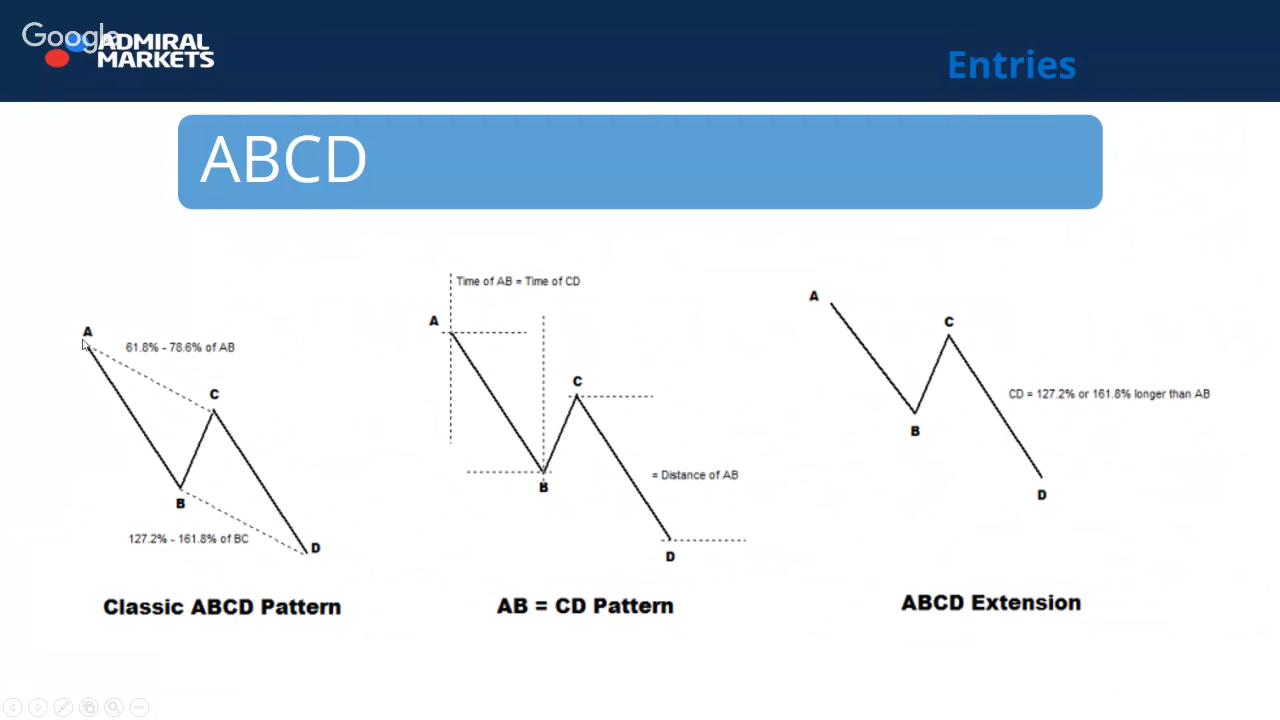 Google
ADMIRAL
MARKETS
Entries
ABCD
A
61.8% - 78.6% of AB
C
B
127.2% - 161.8% of BC
D
Classic ABCD Pattern
Time of AB = Time of CD
A
C
= Distance of AB
B
D
AB = CD Pattern
A
C
CD = 127.2% or 161.8% longer than AB
B
D
ABCD Extension